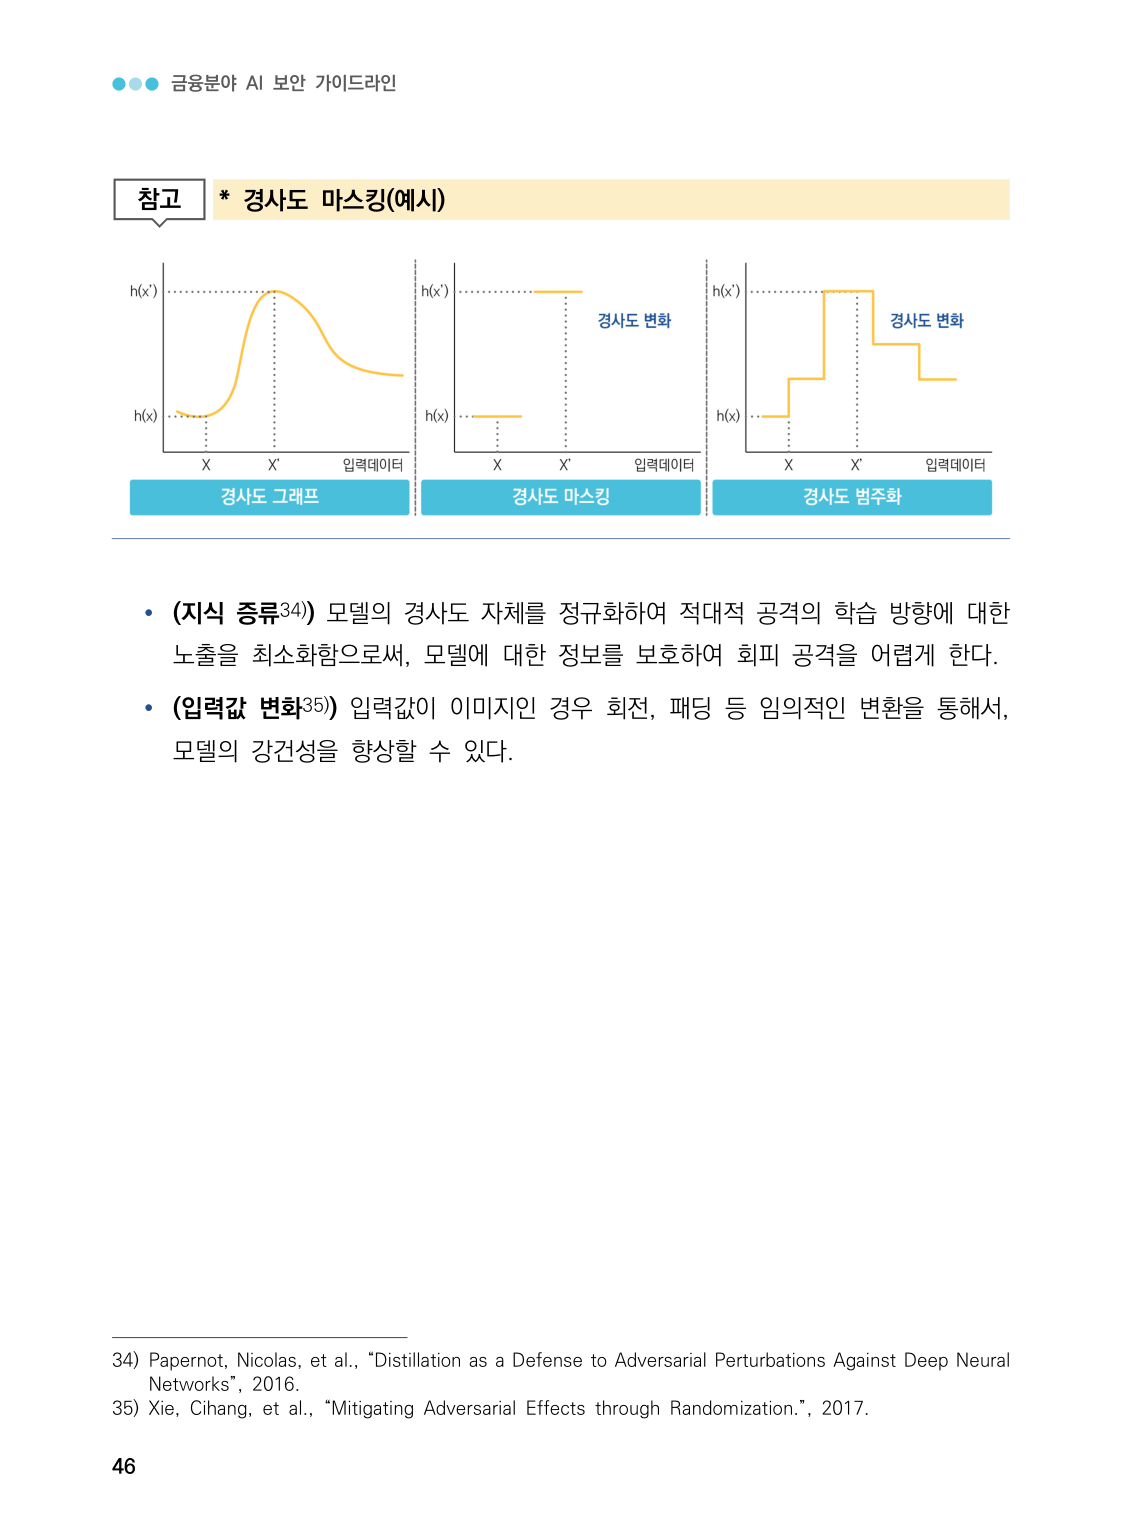 금융분야 AI 보안 가이드라인
참고
* 경사도 마스킹(예시)
h(x')
h(x)
X
X'
입력데이터
경사도 그래프
h(x')
경사도 변화
h(x)
X
X'
입력데이터
경사도 마스킹
h(x')
경사도 변화
h(x)
X
X'
입력데이터
경사도 범주화
• (지식 증류34)) 모델의 경사도 자체를 정규화하여 적대적 공격의 학습 방향에 대한
노출을 최소화함으로써, 모델에 대한 정보를 보호하여 회피 공격을 어렵게 한다.
• (입력값 변화35)) 입력값이 이미지인 경우 회전, 패딩 등 임의적인 변환을 통해서,
모델의 강건성을 향상할 수 있다.
34) Papernot, Nicolas, et al., “Distillation as a Defense to Adversarial Perturbations Against Deep Neural
Networks”, 2016.
35) Xie, Cihang, et al., “Mitigating Adversarial Effects through Randomization.”, 2017.
46